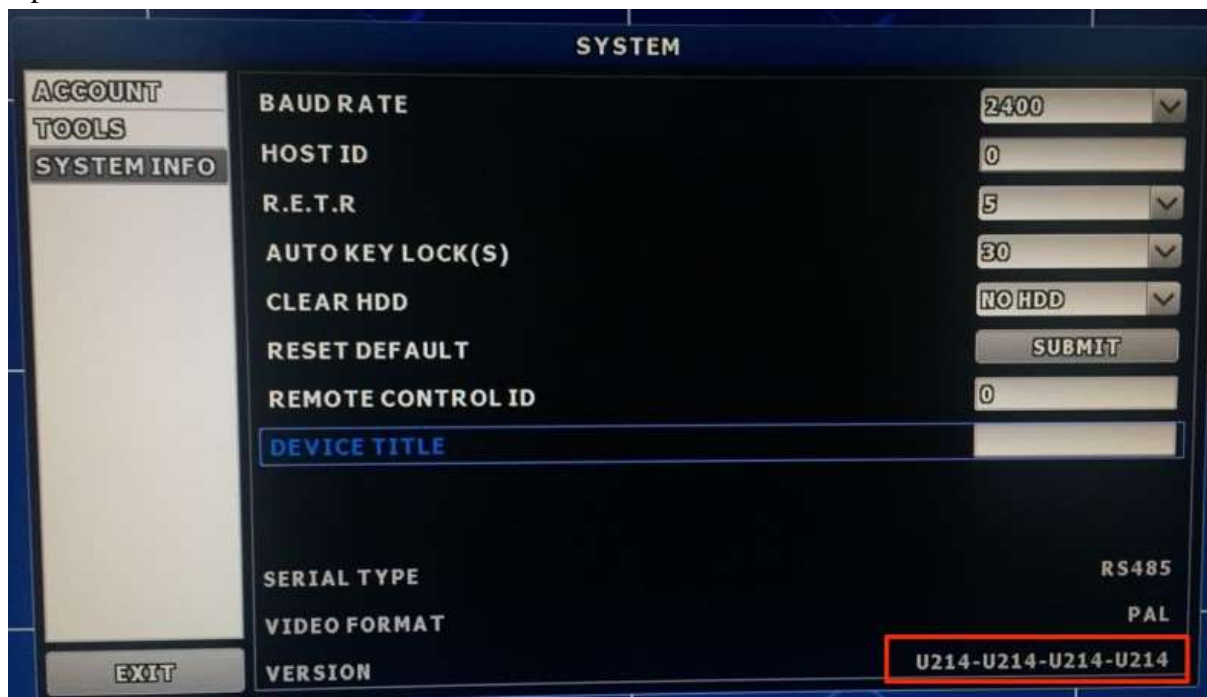 SYSTEM
ACCOUNT
TOOLS
SYSTEM INFO
BAUD RATE 2400
HOST ID 0
R.E.T.R 5
AUTO KEY LOCK(S) 30
CLEAR HDD NO HDD
RESET DEFAULT SUBMIT
REMOTE CONTROL ID 0
DEVICE TITLE
SERIAL TYPE RS485
VIDEO FORMAT PAL
VERSION U214-U214-U214-U214
EXIT